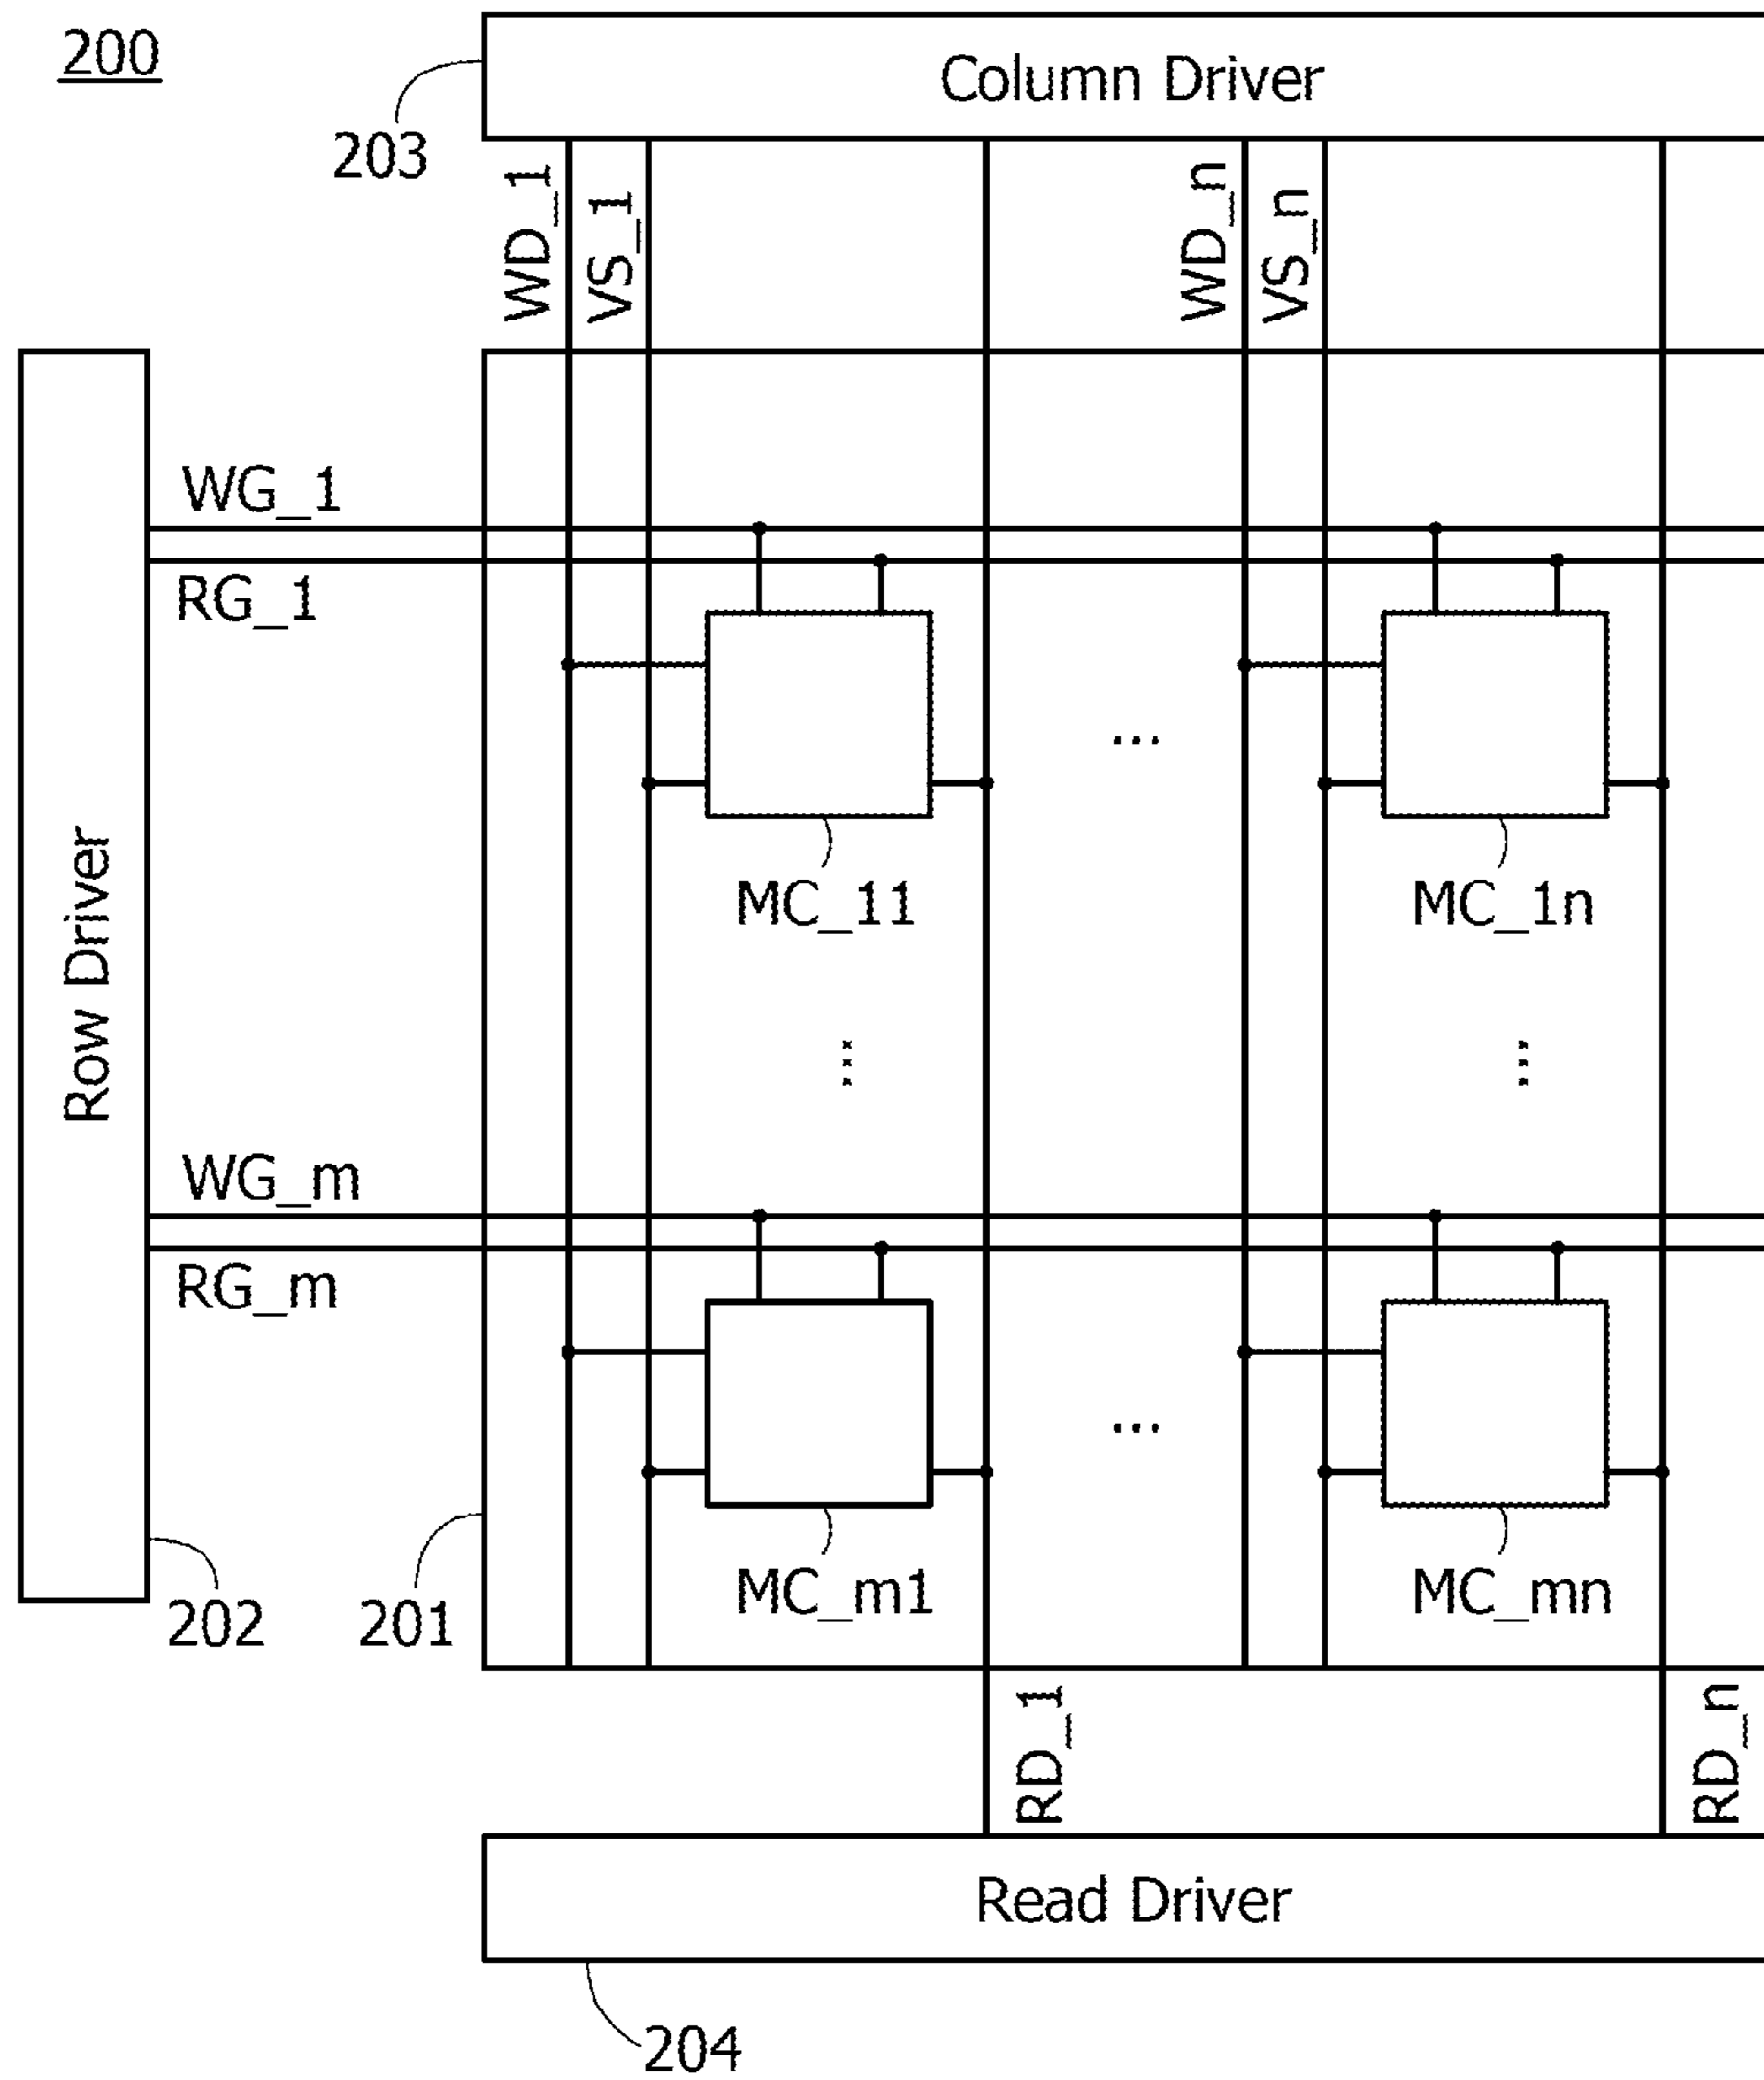 200
Column Driver
203
WD_1
VS_1
WD_n
VS_n
WG_1
RG_1
MC_11
...
MC_1n
Row Driver
...
...
WG_m
RG_m
...
MC_m1
MC_mn
202
201
RD_1
RD_n
Read Driver
204